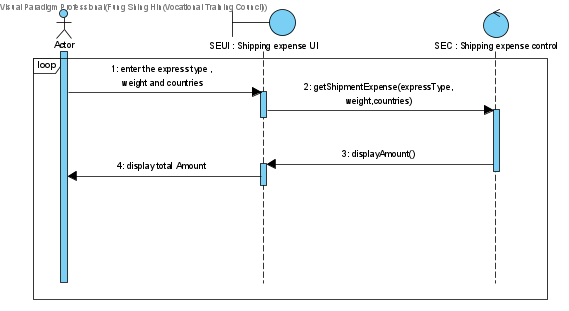 Visual Paradigm Professional(Fung Shing Hin(Vocational Training Council))
Actor
SEUI : Shipping expense UI
SEC : Shipping expense control
loop
1: enter the express type ,
weight and countries
2: getShipmentExpense(expressType,
weight,countries)
3: displayAmount()
4: display total Amount